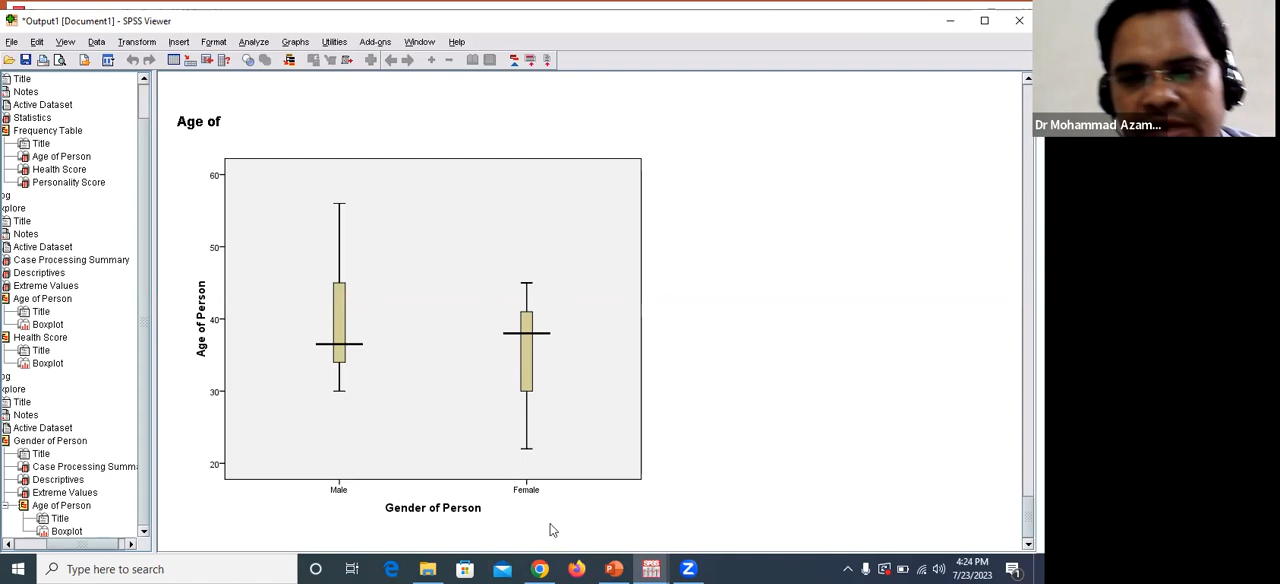 *Output1 [Document1] - SPSS Viewer
File Edit View Data Transform Insert Format Analyze Graphs Utilities Add-ons Window Help
Title
Notes
Active Dataset
Statistics
Frequency Table
Title
Age of Person
Health Score
Personality Score
og
xplore
Title
Notes
Active Dataset
Case Processing Summary
Descriptives
Extreme Values
Age of Person
Title
Boxplot
Health Score
Title
Boxplot
og
xplore
Title
Notes
Active Dataset
Gender of Person
Title
Case Processing Summ
Descriptives
Extreme Values
Age of Person
Title
Boxplot
Age of
60
50
40
30
20
Age of Person
Male Female
Gender of Person
Dr Mohammad Azam...
Type here to search
SPSS
4:24 PM
7/23/2023
1